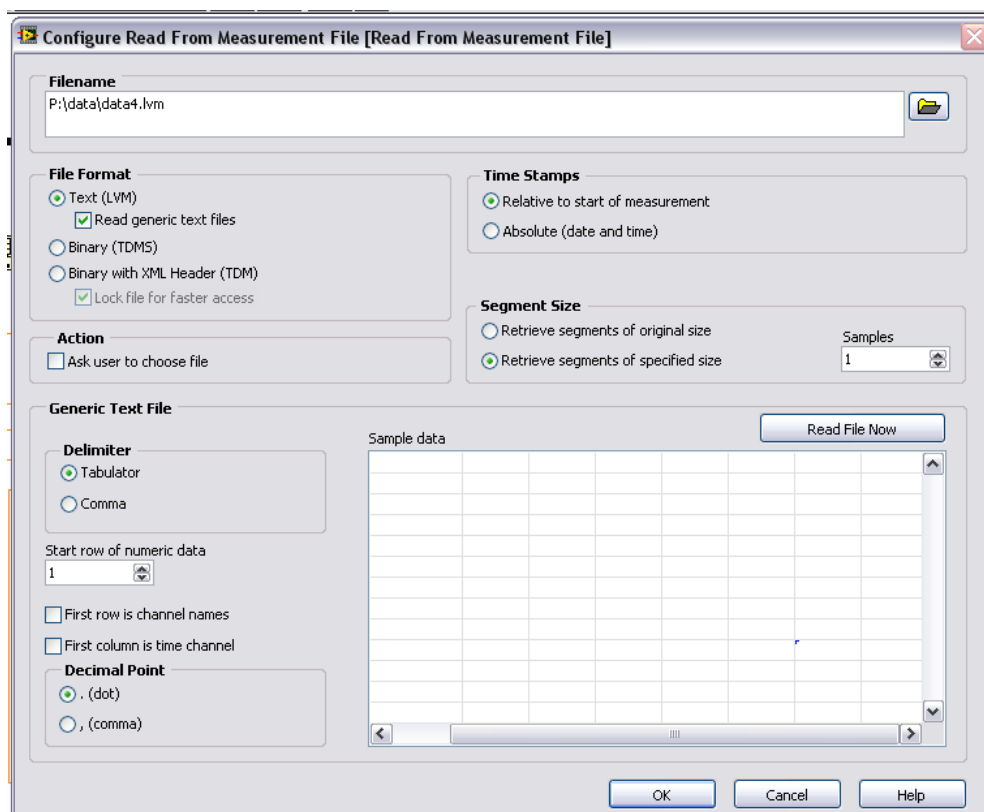 Configure Read From Measurement File [Read From Measurement File]
Filename
P:\data\data4.lvm
File Format
Text (LVM)
Read generic text files
Binary (TDMS)
Binary with XML Header (TDM)
Lock file for faster access
Time Stamps
Relative to start of measurement
Absolute (date and time)
Action
Ask user to choose file
Segment Size
Retrieve segments of original size
Retrieve segments of specified size
Samples
1
Generic Text File
Delimiter
Tabulator
Comma
Start row of numeric data
1
First row is channel names
First column is time channel
Decimal Point
. (dot)
, (comma)
Sample data
Read File Now
OK
Cancel
Help